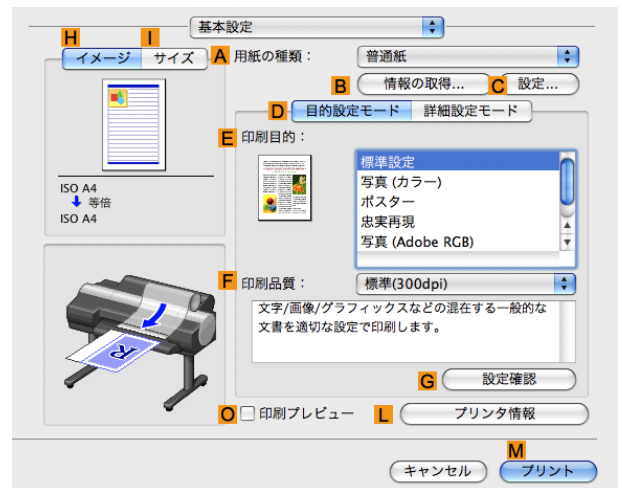 基本設定
H
I
イメージ サイズ
A 用紙の種類： 普通紙
B 情報の取得... C 設定...
D 目的設定モード 詳細設定モード
E 印刷目的：
標準設定
写真 (カラー)
ポスター
忠実再現
写真 (Adobe RGB)
ISO A4
等倍
ISO A4
F 印刷品質： 標準(300dpi)
文字/画像/グラフィックスなどの混在する一般的な
文書を適切な設定で印刷します。
R
G 設定確認
O 印刷プレビュー L プリンタ情報
M
キャンセル プリント